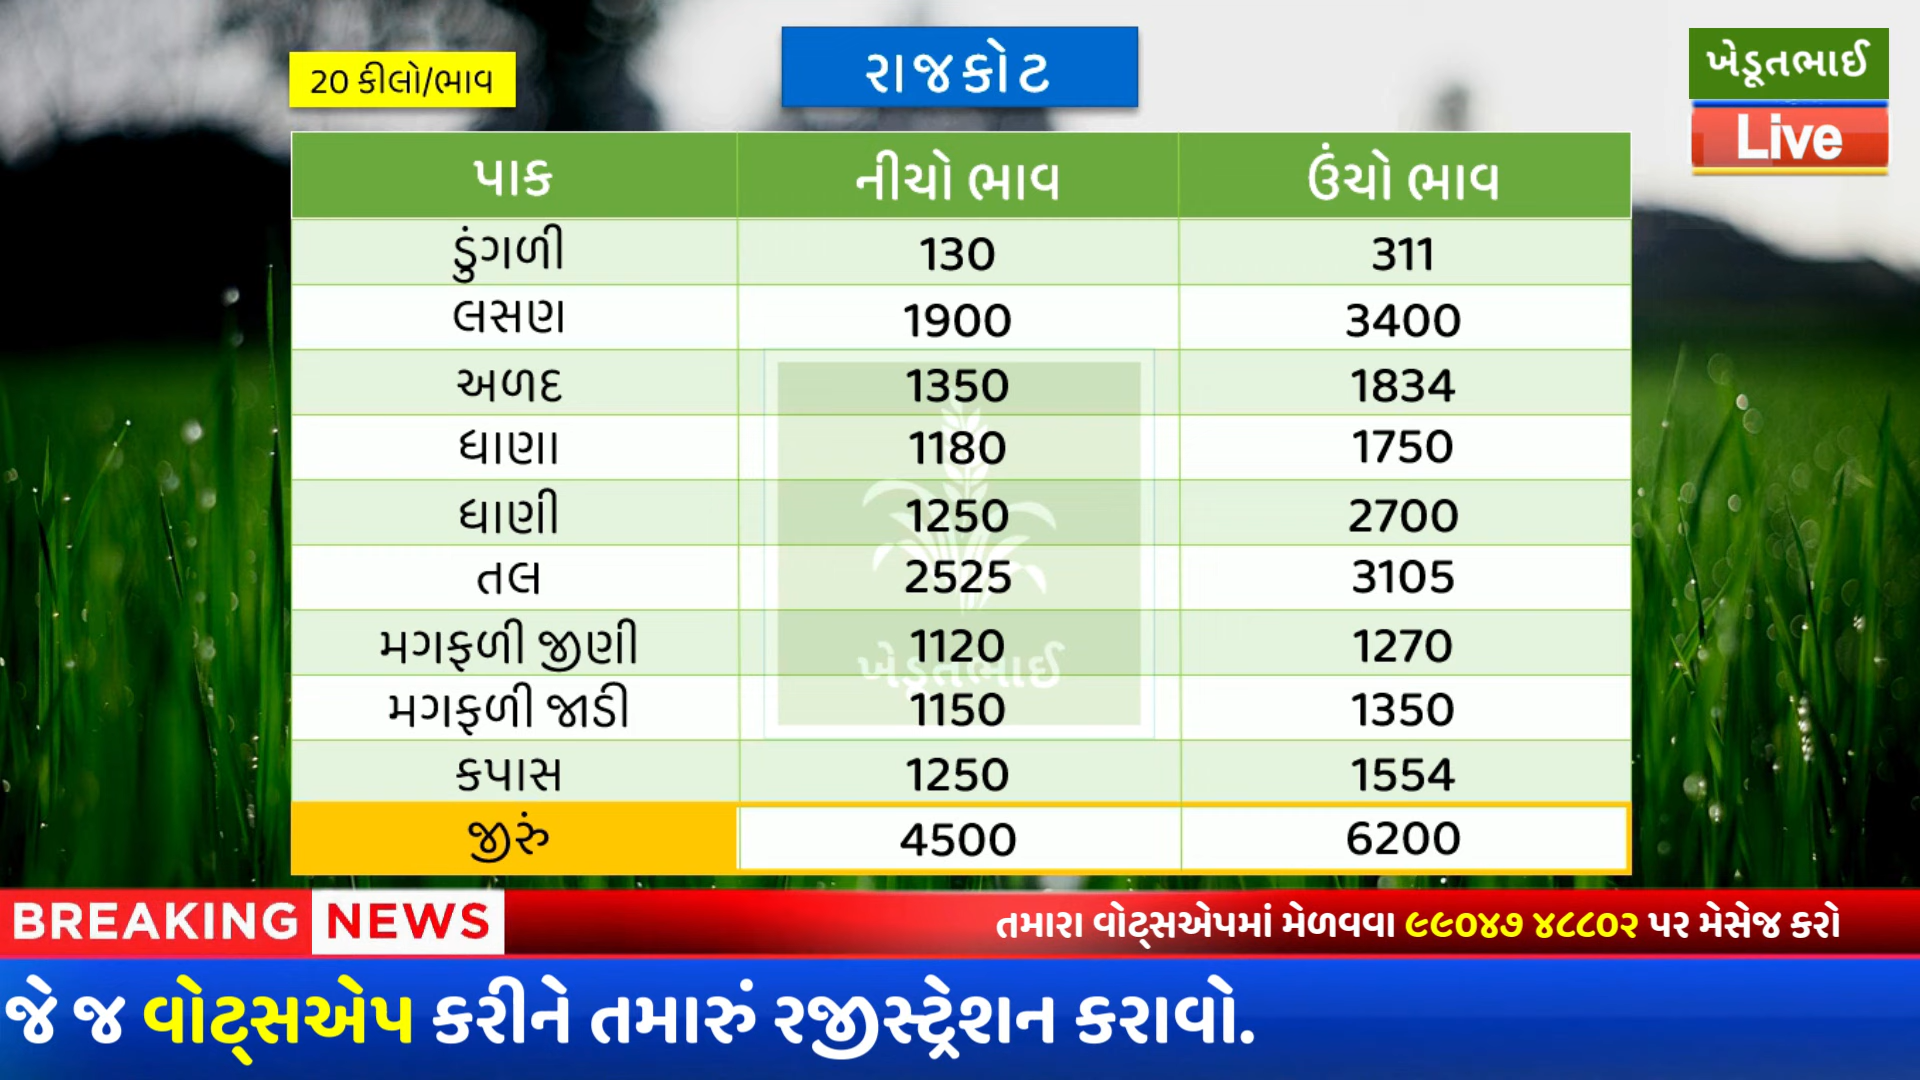 20 કીલો/ભાવ
રાજકોટ
ખેડૂતભાઈ
Live
પાક નીચો ભાવ ઉંચો ભાવ
ડુંગળી 130 311
લસણ 1900 3400
અળદ 1350 1834
ધાણા 1180 1750
ધાણી 1250 2700
તલ 2525 3105
મગફળી જીણી 1120 1270
ખેડૂતભાઈ
મગફળી જાડી 1150 1350
કપાસ 1250 1554
જીરું 4500 6200
BREAKING NEWS
તમારા વોટ્સએપમાં મેળવવા ૯૯૦૪૭ ૪૮૮૦૨ પર મેસેજ કરો
જે જ વોટ્સએપ કરીને તમારું રજીસ્ટ્રેશન કરાવો.